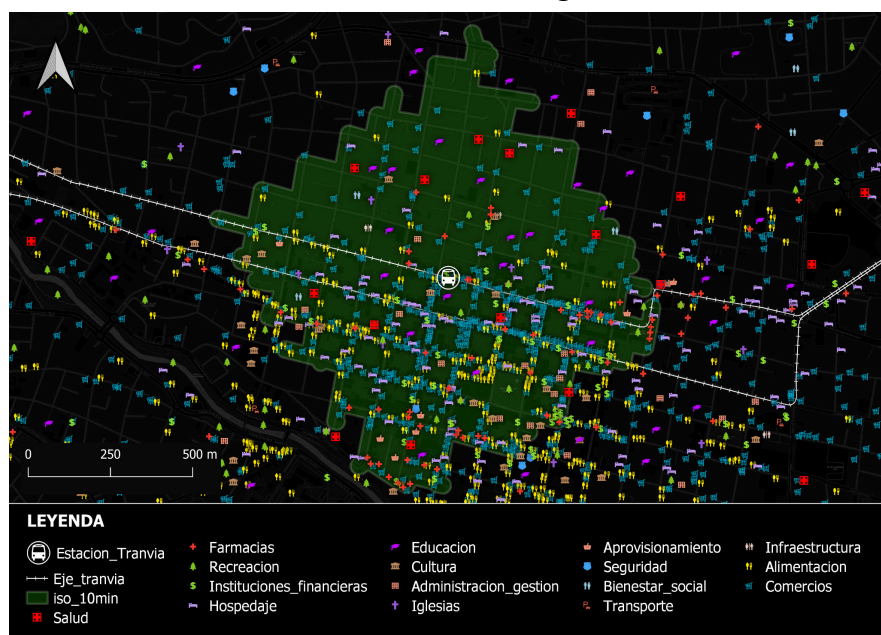 0 250 500 m
LEYENDA
Estacion_Tranvia
Eje_tranvia
iso_10min
Salud
Farmacias
Recreacion
Instituciones_financieras
Hospedaje
Educacion
Cultura
Administracion_gestion
Iglesias
Aprovisionamiento
Seguridad
Bienestar_social
Transporte
Infraestructura
Alimentacion
Comercios